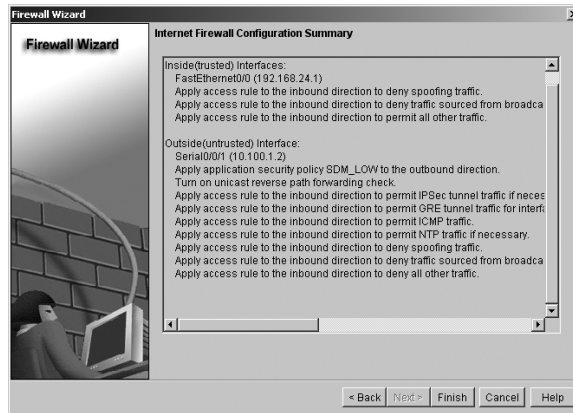 Firewall Wizard
Firewall Wizard
Internet Firewall Configuration Summary
Inside(trusted) Interfaces:
FastEthernet0/0 (192.168.24.1)
Apply access rule to the inbound direction to deny spoofing traffic.
Apply access rule to the inbound direction to deny traffic sourced from broadca
Apply access rule to the inbound direction to permit all other traffic.
Outside(untrusted) Interface:
Serial0/0/1 (10.100.1.2)
Apply application security policy SDM_LOW to the outbound direction.
Turn on unicast reverse path forwarding check.
Apply access rule to the inbound direction to permit IPSec tunnel traffic if neces
Apply access rule to the inbound direction to permit GRE tunnel traffic for interfa
Apply access rule to the inbound direction to permit ICMP traffic.
Apply access rule to the inbound direction to permit NTP traffic if necessary.
Apply access rule to the inbound direction to deny spoofing traffic.
Apply access rule to the inbound direction to deny traffic sourced from broadca
Apply access rule to the inbound direction to deny all other traffic.
< Back Next > Finish Cancel Help